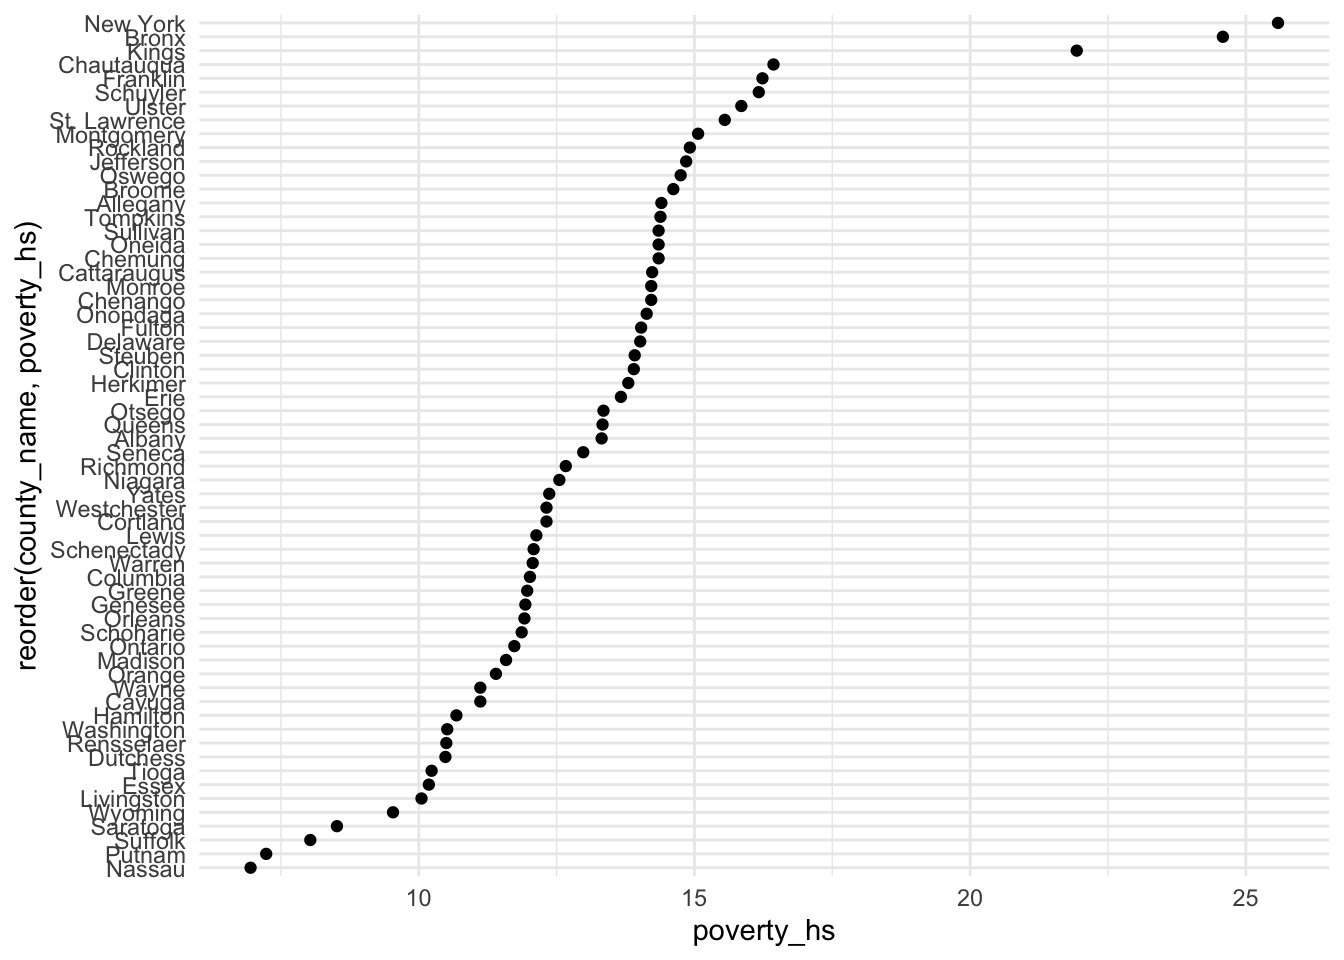 New York
Bronx
Kings
Chautauqua
Franklin
Schuyler
Ulster
St. Lawrence
Montgomery
Rockland
Jefferson
Oswego
Broome
Allegany
Tompkins
Sullivan
Oneida
Chemung
Cattaraugus
Monroe
Chenango
Onondaga
Fulton
Delaware
Steuben
Clinton
Herkimer
Erie
Otsego
Queens
Albany
Seneca
Richmond
Niagara
Yates
Westchester
Cortland
Lewis
Schenectady
Warren
Columbia
Greene
Genesee
Orleans
Schoharie
Ontario
Madison
Orange
Wayne
Cayuga
Hamilton
Washington
Rensselaer
Dutchess
Tioga
Essex
Livingston
Wyoming
Saratoga
Suffolk
Putnam
Nassau
reorder(county_name, poverty_hs)
10 15 20 25
poverty_hs